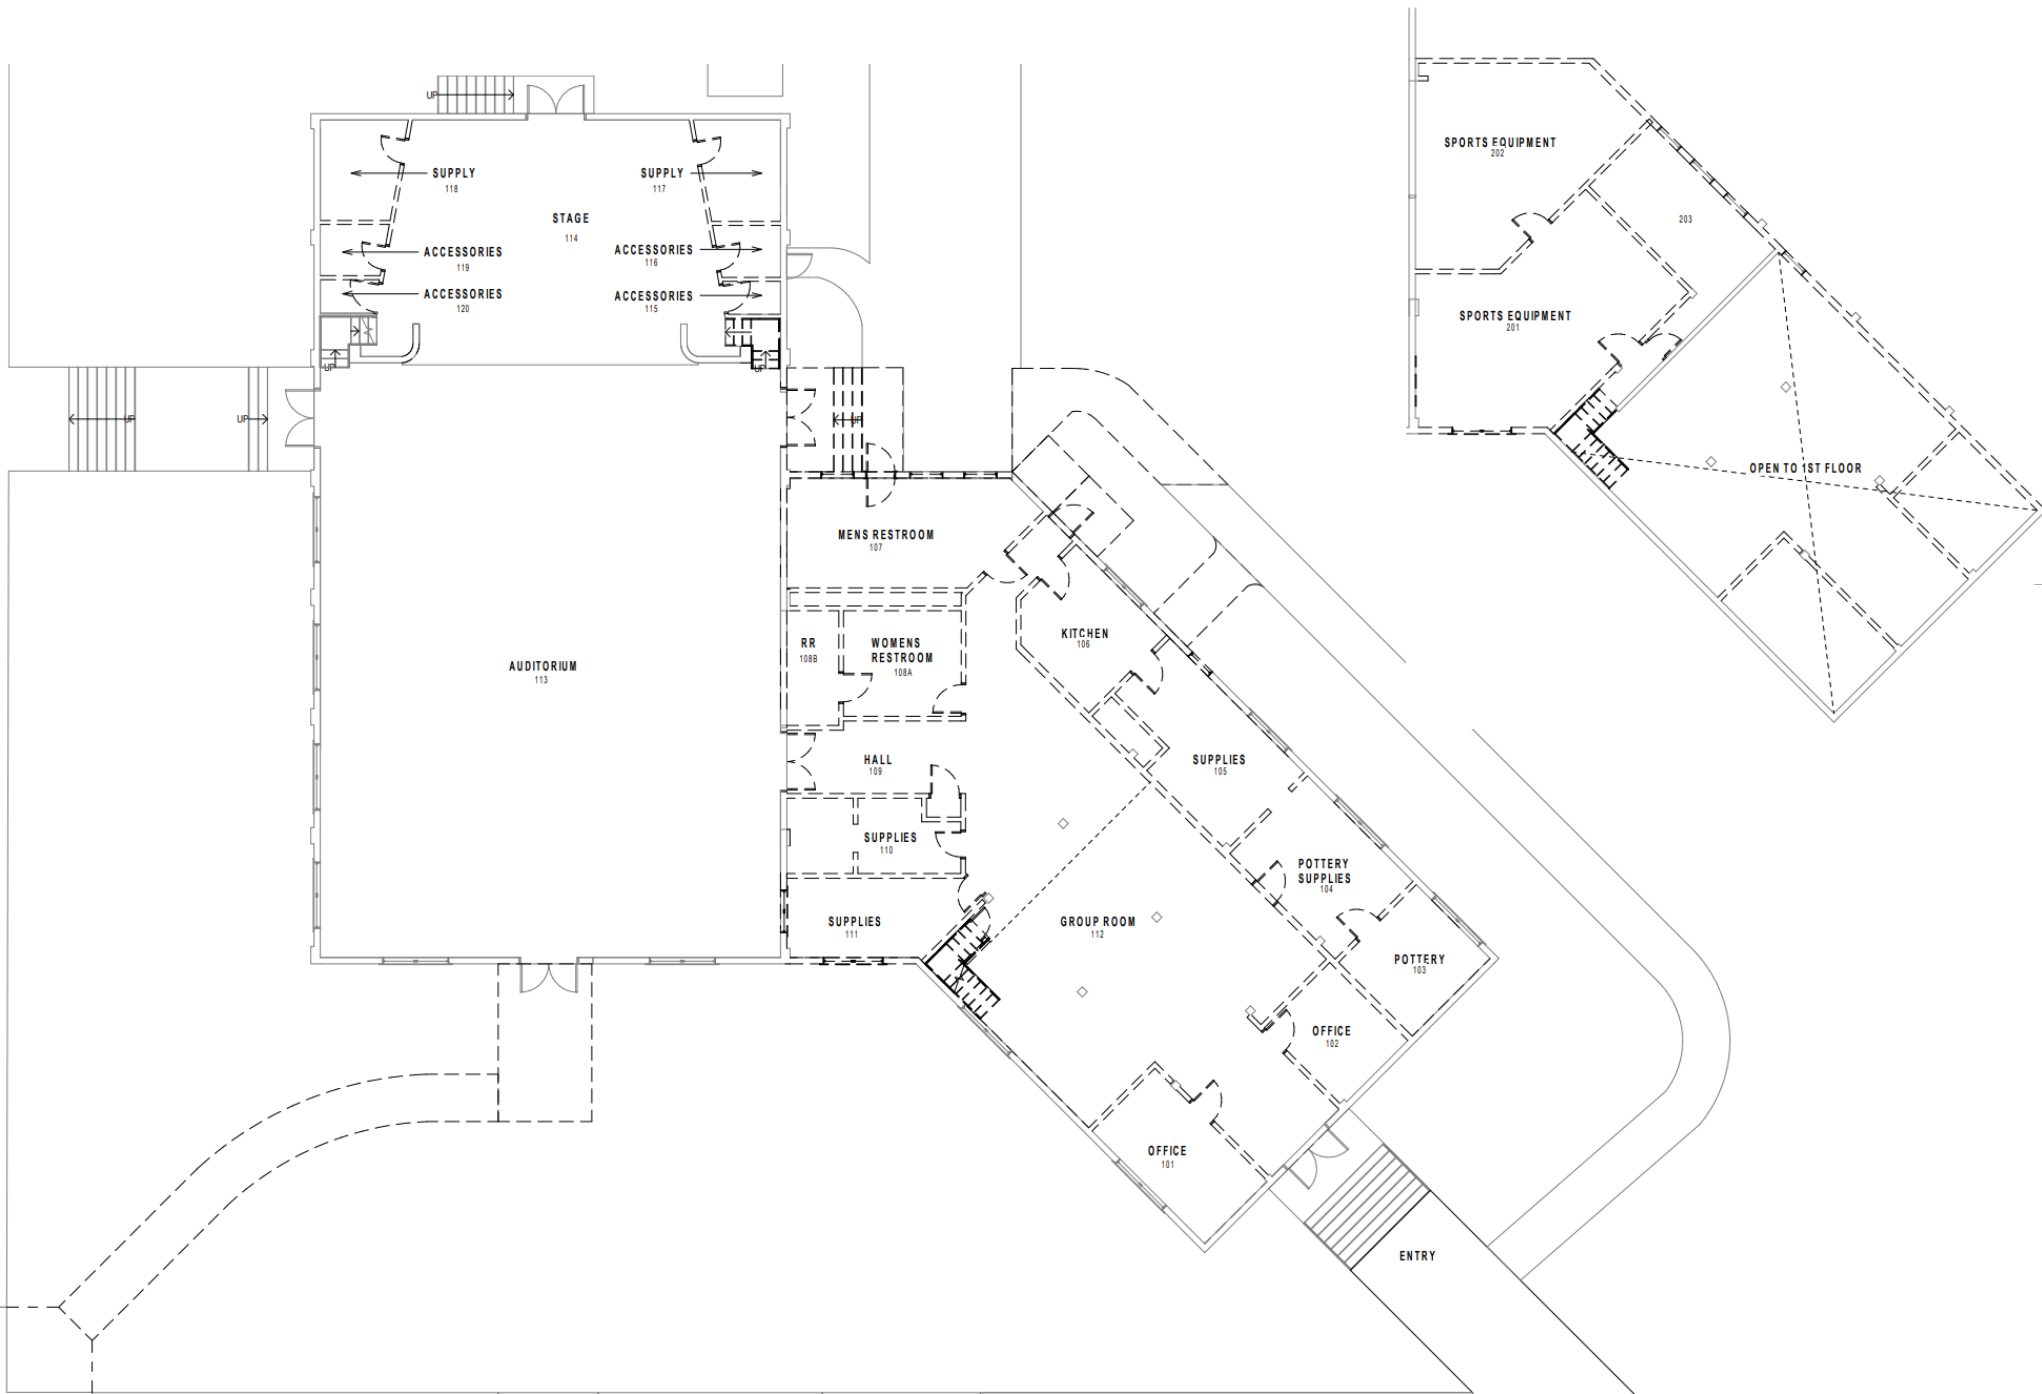 UP
SPORTS EQUIPMENT
202
SUPPLY
118
SUPPLY
117
STAGE
114
203
ACCESSORIES
119
ACCESSORIES
116
ACCESSORIES
120
ACCESSORIES
115
SPORTS EQUIPMENT
201
UP
UP
UP
UP
UP
OPEN TO 1ST FLOOR
MENS RESTROOM
107
KITCHEN
106
RR
108B
WOMENS
RESTROOM
108A
AUDITORIUM
113
HALL
109
SUPPLIES
105
SUPPLIES
110
POTTERY
SUPPLIES
104
SUPPLIES
111
GROUP ROOM
112
POTTERY
103
OFFICE
102
OFFICE
101
ENTRY